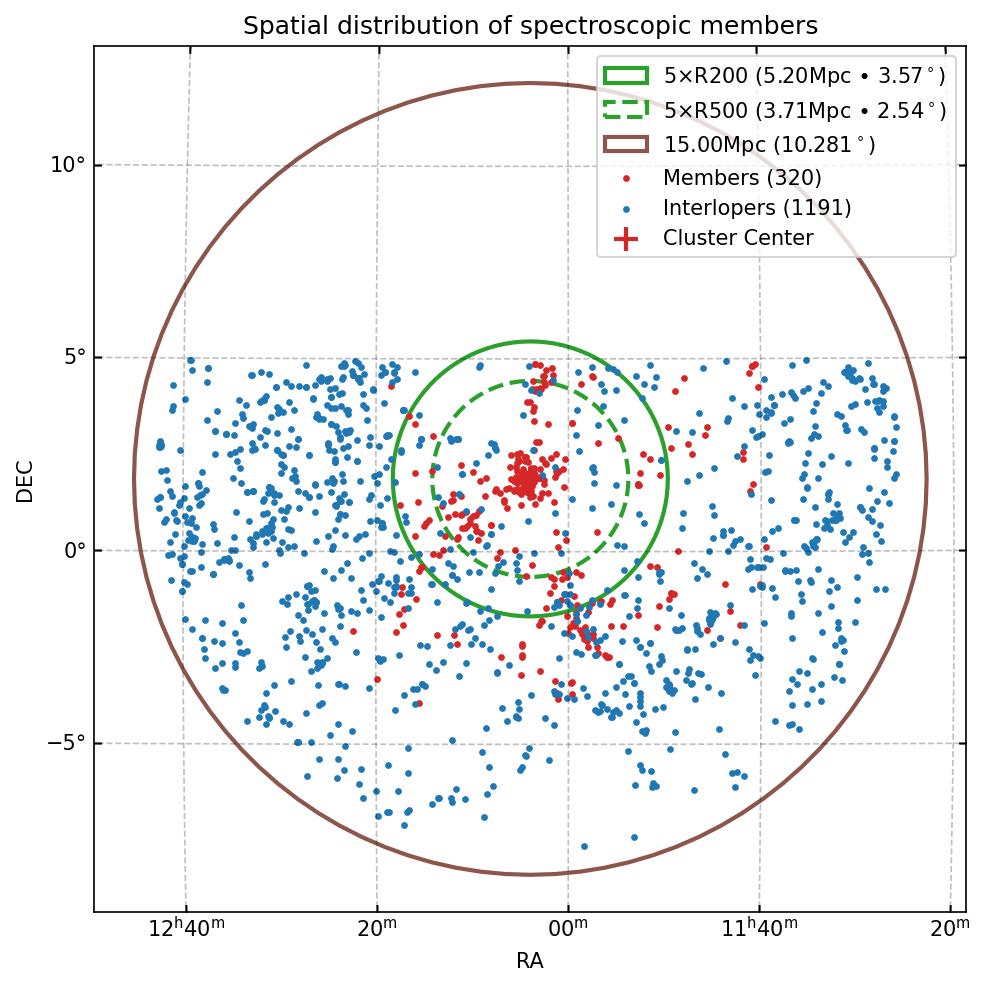 Spatial distribution of spectroscopic members
5×R200 (5.20Mpc • 3.57°)
5×R500 (3.71Mpc • 2.54°)
15.00Mpc (10.281°)
Members (320)
Interlopers (1191)
Cluster Center
10°
5°
0°
−5°
DEC
12ʰ40ᵐ 20ᵐ 00ᵐ 11ʰ40ᵐ 20ᵐ
RA